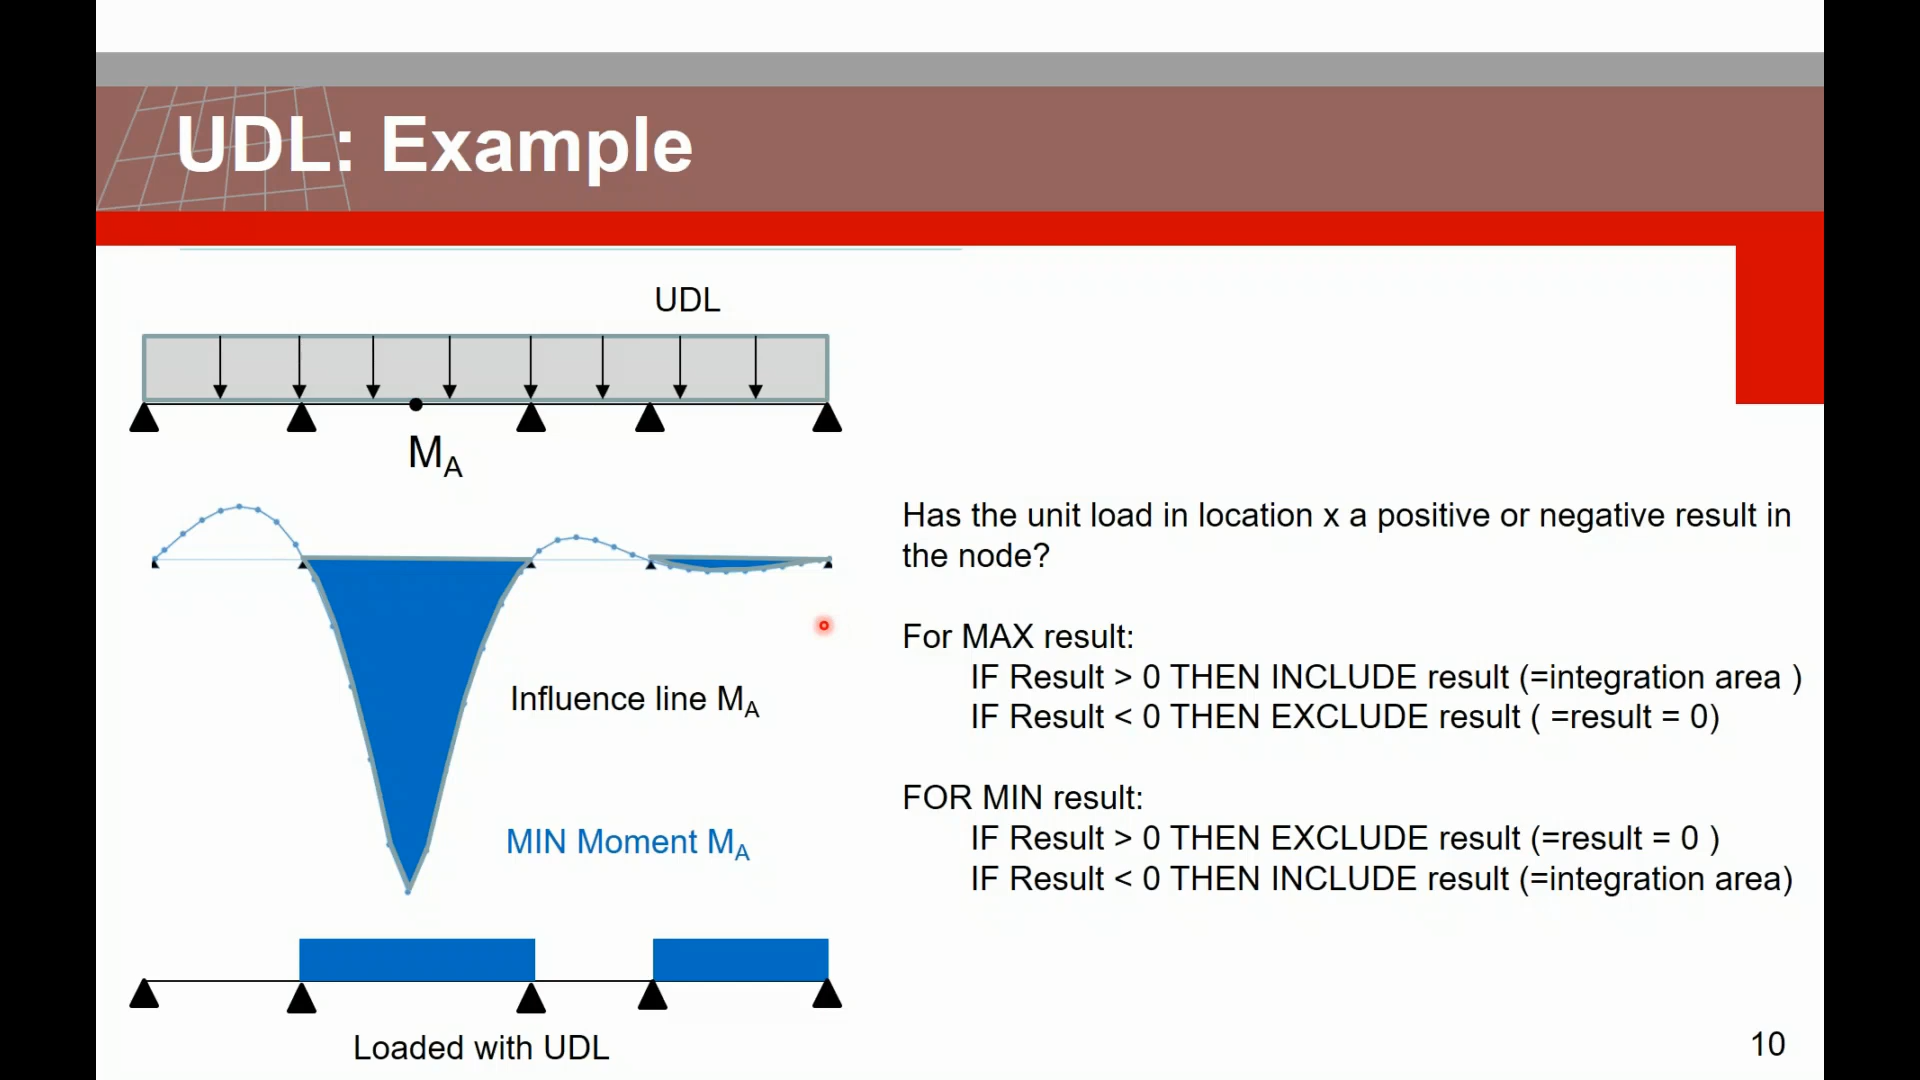 UDL: Example
UDL
MA
Has the unit load in location x a positive or negative result in
the node?
For MAX result:
IF Result > 0 THEN INCLUDE result (=integration area )
IF Result < 0 THEN EXCLUDE result ( =result = 0)
Influence line MA
FOR MIN result:
IF Result > 0 THEN EXCLUDE result (=result = 0 )
IF Result < 0 THEN INCLUDE result (=integration area)
MIN Moment MA
Loaded with UDL
10